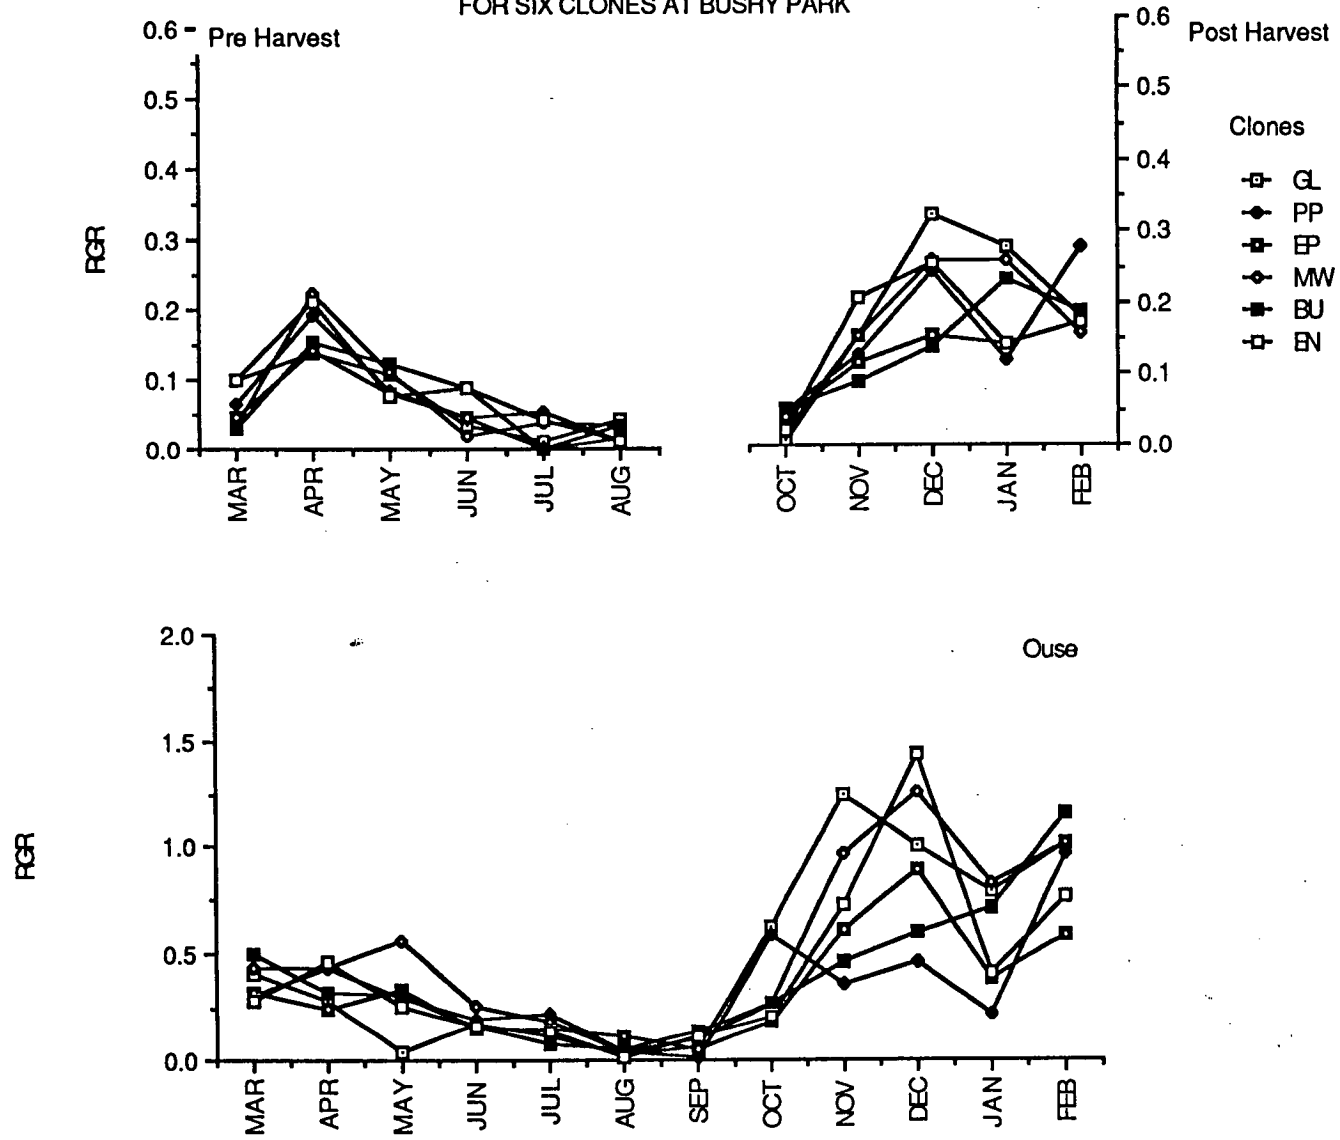 FOR SIX CLONES AT BUSHY PARK
Pre Harvest
Post Harvest
0.6
0.5
0.4
0.3
0.2
0.1
0.0
RGR
MAR
APR
MAY
JUN
JUL
AUG
OCT
NOV
DEC
JAN
FEB
0.6
0.5
0.4
0.3
0.2
0.1
0.0
Clones
GL
PP
EP
MW
BU
EN
Ouse
2.0
1.5
1.0
0.5
0.0
RGR
MAR
APR
MAY
JUN
JUL
AUG
SEP
OCT
NOV
DEC
JAN
FEB